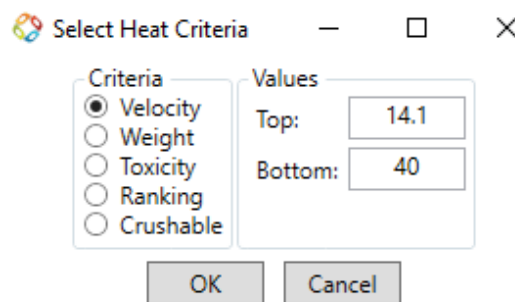 Select Heat Criteria
Criteria
Velocity
Weight
Toxicity
Ranking
Crushable
Values
Top: 14.1
Bottom: 40
OK Cancel